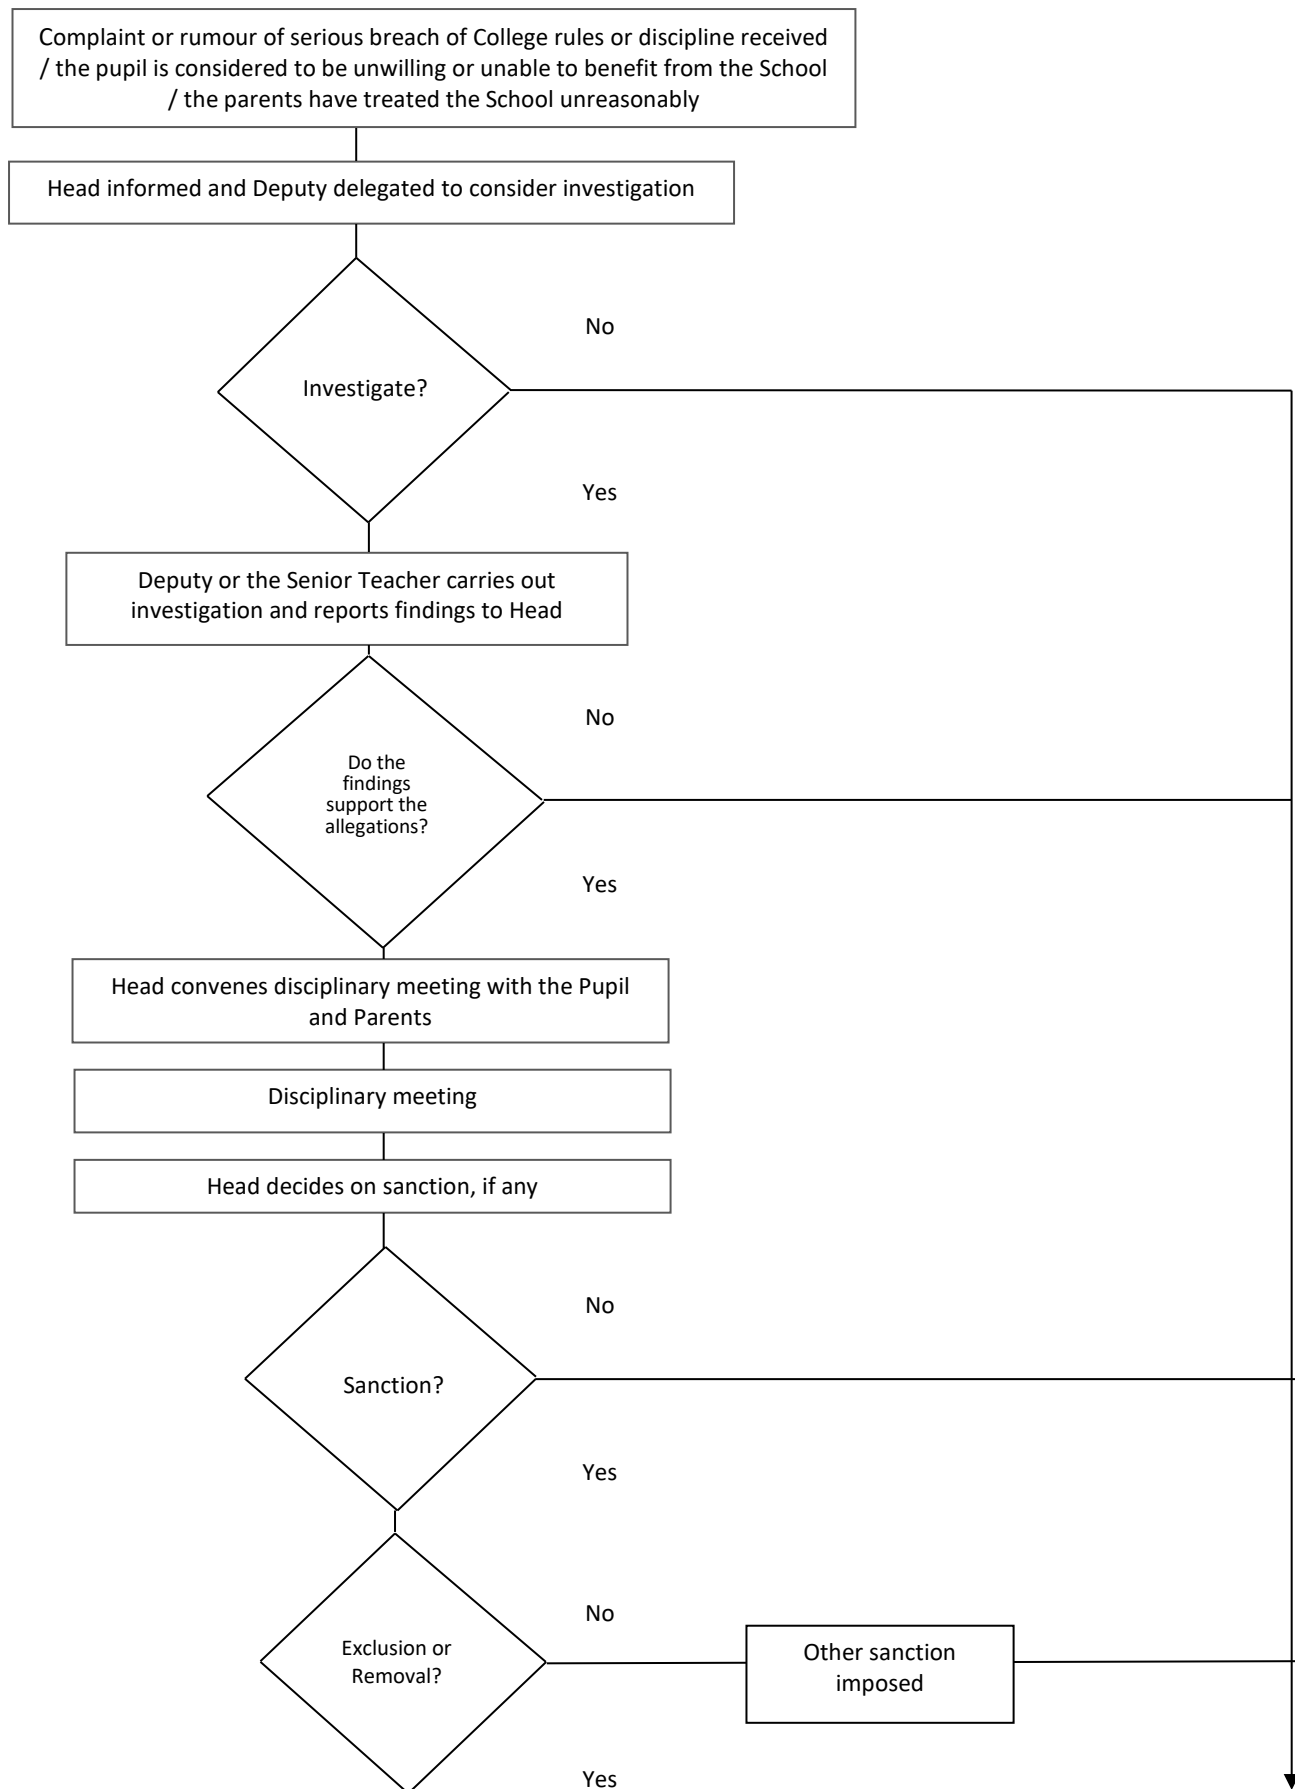 Complaint or rumour of serious breach of College rules or discipline received
/ the pupil is considered to be unwilling or unable to benefit from the School
/ the parents have treated the School unreasonably
Head informed and Deputy delegated to consider investigation
No
Investigate?
Yes
Deputy or the Senior Teacher carries out
investigation and reports findings to Head
No
Do the
findings
support the
allegations?
Yes
Head convenes disciplinary meeting with the Pupil
and Parents
Disciplinary meeting
Head decides on sanction, if any
No
Sanction?
Yes
No
Exclusion or
Removal?
Other sanction
imposed
Yes